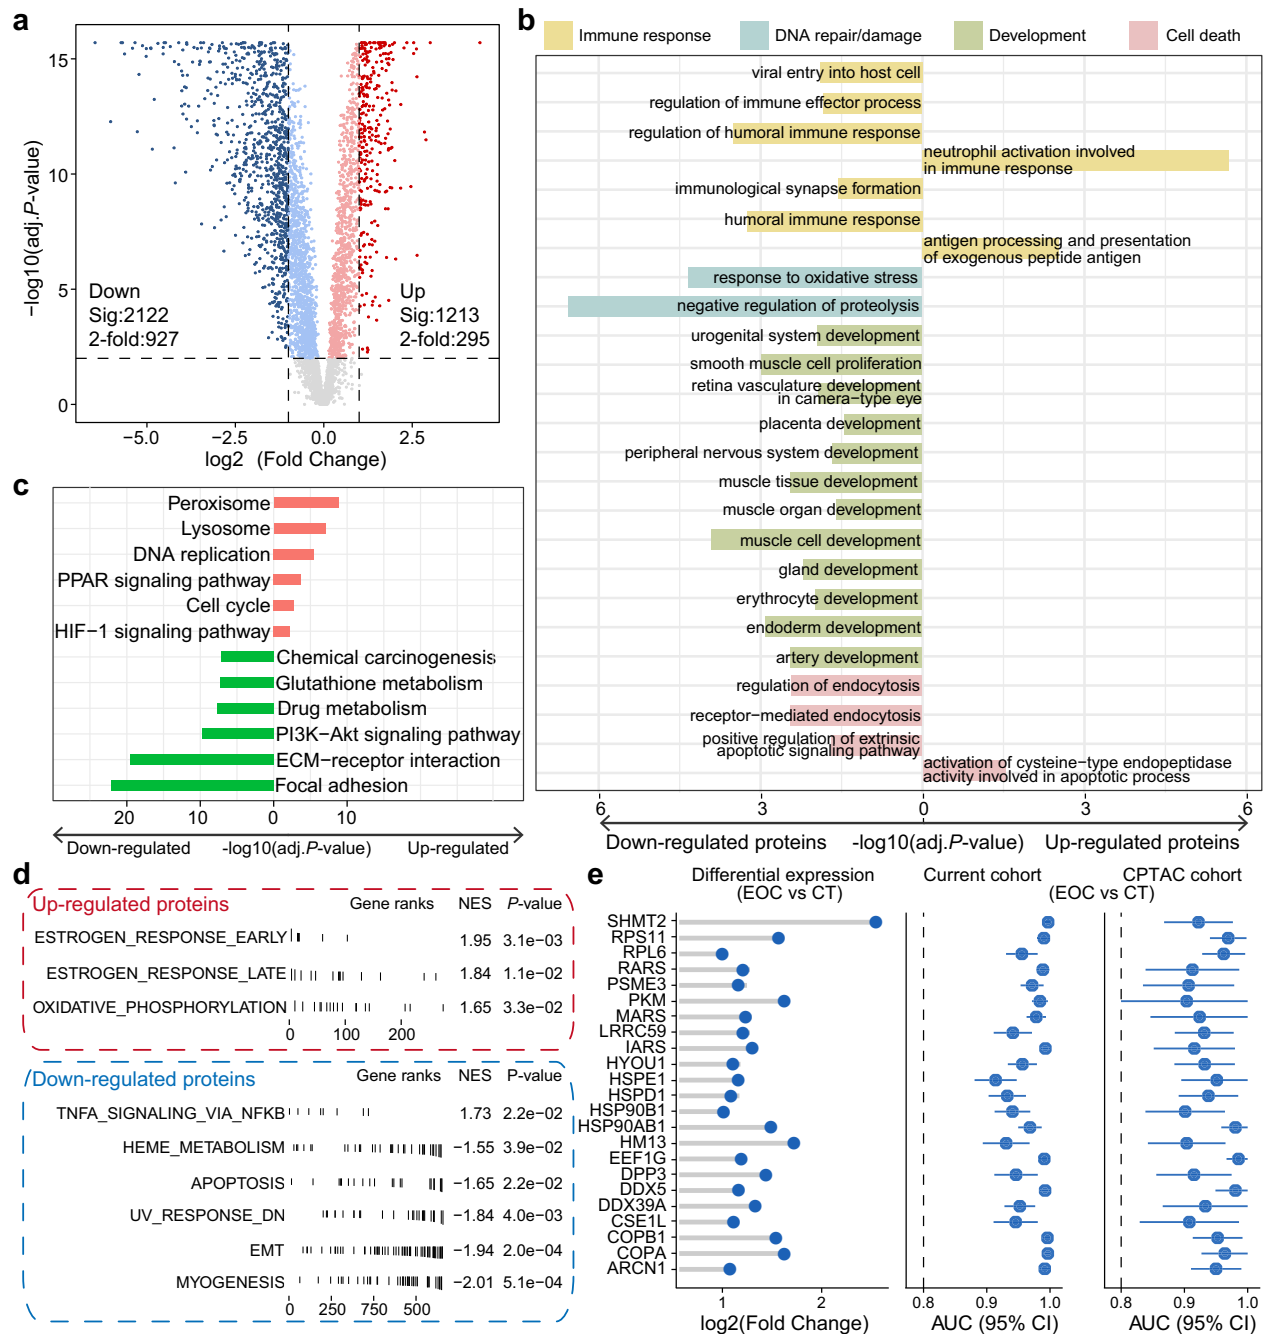 a
15
10
5
0
−log10(adj.P-value)
Down
Sig:2122
2-fold:927
Up
Sig:1213
2-fold:295
−5.0
−2.5
0.0
2.5
log2 (Fold Change)
b
Immune response
DNA repair/damage
Development
Cell death
viral entry into host cell
regulation of immune effector process
regulation of humoral immune response
neutrophil activation involved
in immune response
immunological synapse formation
humoral immune response
antigen processing and presentation
of exogenous peptide antigen
response to oxidative stress
negative regulation of proteolysis
urogenital system development
smooth muscle cell proliferation
retina vasculature development
in camera−type eye
placenta development
peripheral nervous system development
muscle tissue development
muscle organ development
muscle cell development
gland development
erythrocyte development
endoderm development
artery development
regulation of endocytosis
receptor−mediated endocytosis
positive regulation of extrinsic
apoptotic signaling pathway
activation of cysteine−type endopeptidase
activity involved in apoptotic process
6
3
0
3
6
Down-regulated proteins
-log10(adj.P-value)
Up-regulated proteins
c
Peroxisome
Lysosome
DNA replication
PPAR signaling pathway
Cell cycle
HIF−1 signaling pathway
Chemical carcinogenesis
Glutathione metabolism
Drug metabolism
PI3K−Akt signaling pathway
ECM−receptor interaction
Focal adhesion
20
10
0
10
Down-regulated
-log10(adj.P-value)
Up-regulated
d
Up-regulated proteins
Gene ranks
NES
P-value
ESTROGEN_RESPONSE_EARLY 1.95 3.1e−03
ESTROGEN_RESPONSE_LATE 1.84 1.1e−02
OXIDATIVE_PHOSPHORYLATION 1.65 3.3e−02
0
100
200
Down-regulated proteins
Gene ranks
NES
P-value
TNFA_SIGNALING_VIA_NFKB 1.73 2.2e−02
HEME_METABOLISM −1.55 3.9e−02
APOPTOSIS −1.65 2.2e−02
UV_RESPONSE_DN −1.84 4.0e−03
EMT −1.94 2.0e−04
MYOGENESIS −2.01 5.1e−04
0
250
750
500
e
Differential expression
(EOC vs CT)
Current cohort
CPTAC cohort
(EOC vs CT)
SHMT2
RPS11
RPL6
RARS
PSME3
PKM
MARS
LRRC59
IARS
HYOU1
HSPE1
HSPD1
HSP90B1
HSP90AB1
HM13
EEF1G
DPP3
DDX5
DDX39A
CSE1L
COPB1
COPA
ARCN1
1
2
log2(Fold Change)
0.8
0.9
1.0
AUC (95% CI)
0.8
0.9
1.0
AUC (95% CI)